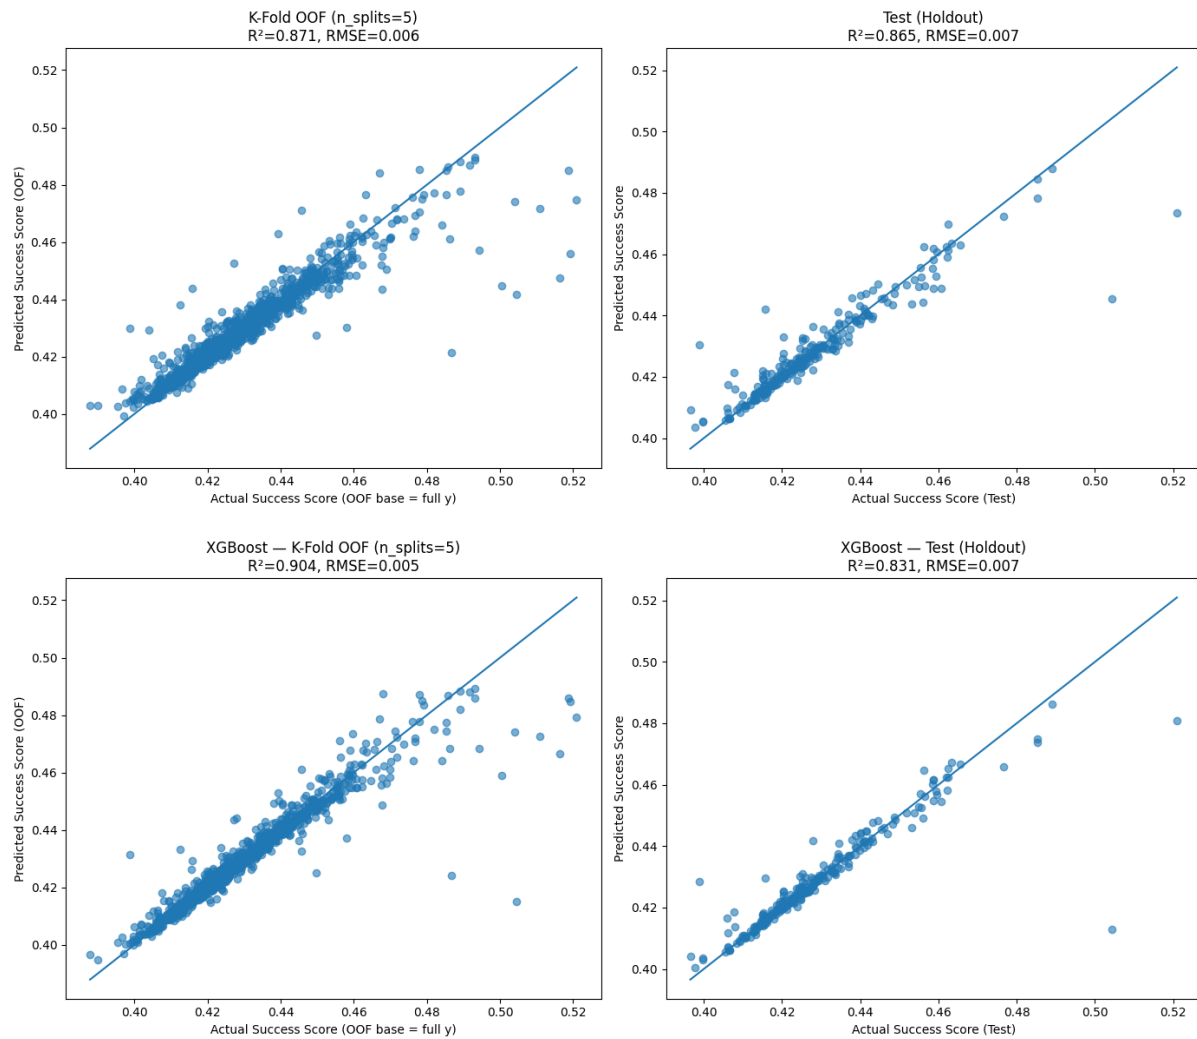 K-Fold OOF (n_splits=5)
R²=0.871, RMSE=0.006
0.52
0.50
0.48
0.46
0.44
0.42
0.40
Predicted Success Score (OOF)
0.40 0.42 0.44 0.46 0.48 0.50 0.52
Actual Success Score (OOF base = full y)
Test (Holdout)
R²=0.865, RMSE=0.007
0.52
0.50
0.48
0.46
0.44
0.42
0.40
Predicted Success Score
0.40 0.42 0.44 0.46 0.48 0.50 0.52
Actual Success Score (Test)
XGBoost — K-Fold OOF (n_splits=5)
R²=0.904, RMSE=0.005
0.52
0.50
0.48
0.46
0.44
0.42
0.40
Predicted Success Score (OOF)
0.40 0.42 0.44 0.46 0.48 0.50 0.52
Actual Success Score (OOF base = full y)
XGBoost — Test (Holdout)
R²=0.831, RMSE=0.007
0.52
0.50
0.48
0.46
0.44
0.42
0.40
Predicted Success Score
0.40 0.42 0.44 0.46 0.48 0.50 0.52
Actual Success Score (Test)